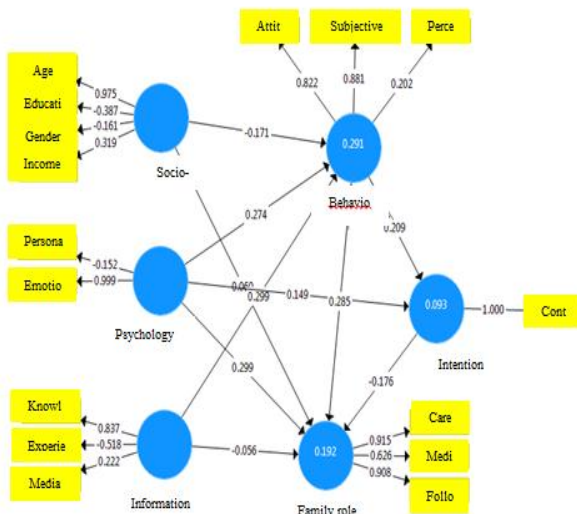 Attit
Subjective
Perce
Age
Educati
Gender
Income
0.975
-0.387
-0.161
0.319
0.822
0.881
0.202
-0.171
0.291
Socio-
Behavio
0.274
0.209
Persona
Emotio
-0.152
0.999
0.299
0.149
0.285
0.093
1.000
Cont
Psychology
Intention
0.299
-0.176
Knowl
Experie
Media
0.837
-0.518
0.222
-0.056
0.192
0.915
0.626
0.908
Care
Medi
Follo
Information
Family role